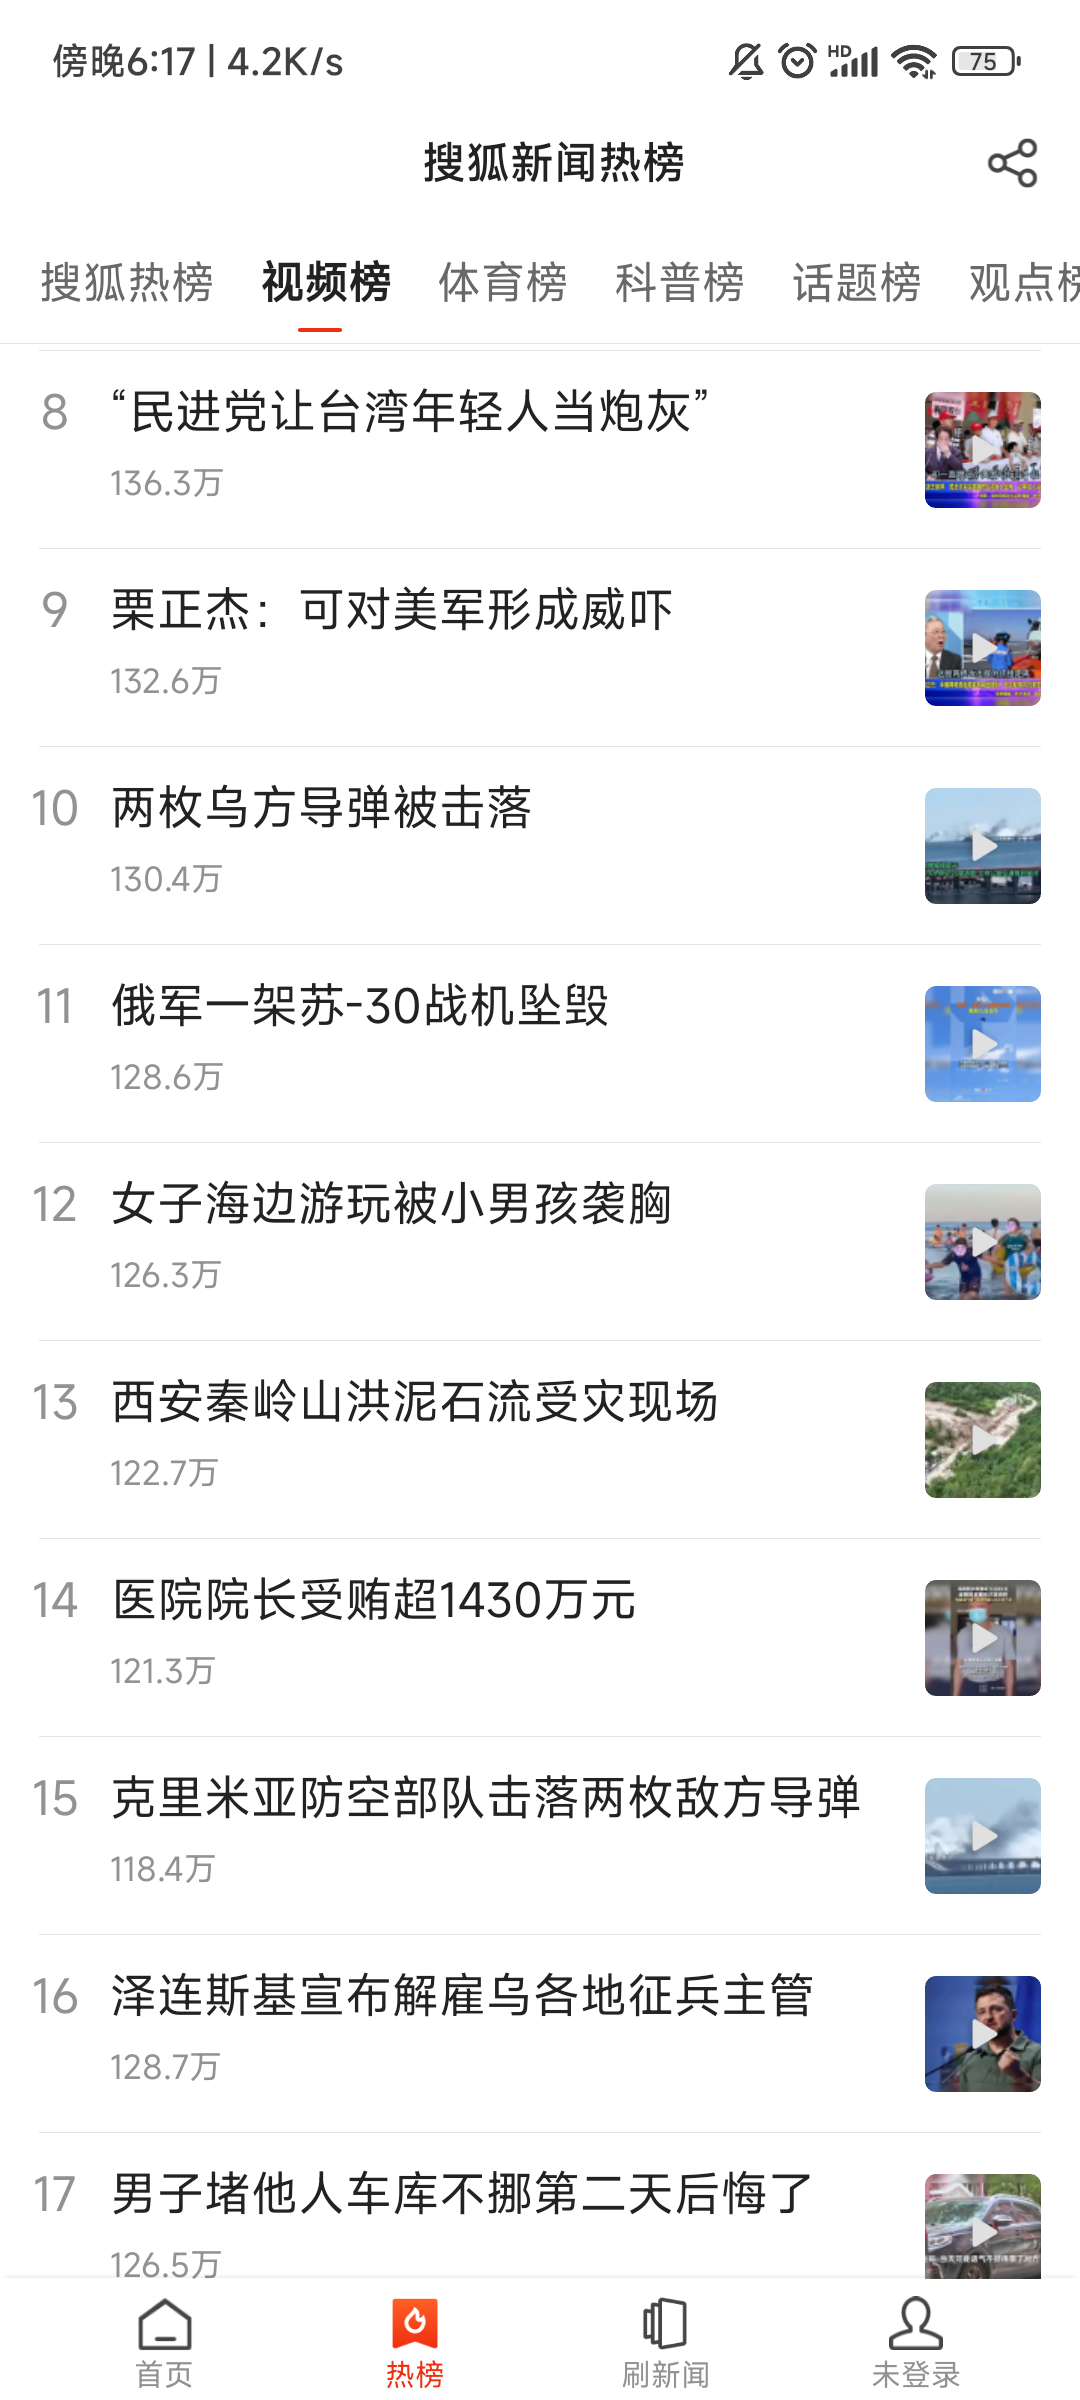 傍晚6:17 | 4.2K/s
HD
75
搜狐新闻热榜
搜狐热榜 视频榜 体育榜 科普榜 话题榜 观点榜
8 “民进党让台湾年轻人当炮灰”
136.3万
9 栗正杰：可对美军形成威吓
132.6万
10 两枚乌方导弹被击落
130.4万
11 俄军一架苏-30战机坠毁
128.6万
12 女子海边游玩被小男孩袭胸
126.3万
13 西安秦岭山洪泥石流受灾现场
122.7万
14 医院院长受贿超1430万元
121.3万
15 克里米亚防空部队击落两枚敌方导弹
118.4万
16 泽连斯基宣布解雇乌各地征兵主管
128.7万
17 男子堵他人车库不挪第二天后悔了
126.5万
首页 热榜 刷新闻 未登录